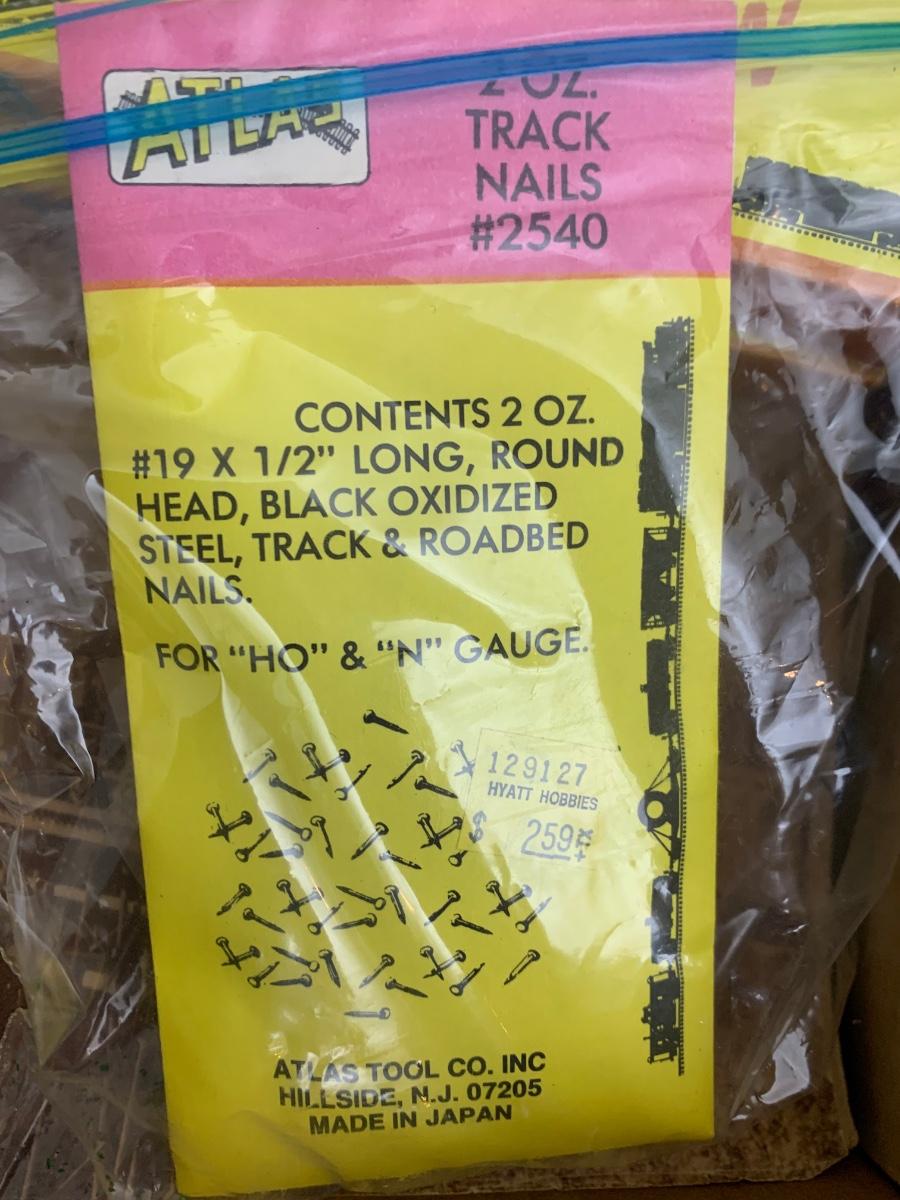 ATLAS
2 OZ.
TRACK
NAILS
#2540
CONTENTS 2 OZ.
#19 X 1/2" LONG, ROUND
HEAD, BLACK OXIDIZED
STEEL, TRACK & ROADBED
NAILS.
FOR "HO" & "N" GAUGE.
129127
HYATT HOBBIES
$ 259
ATLAS TOOL CO. INC
HILLSIDE, N.J. 07205
MADE IN JAPAN